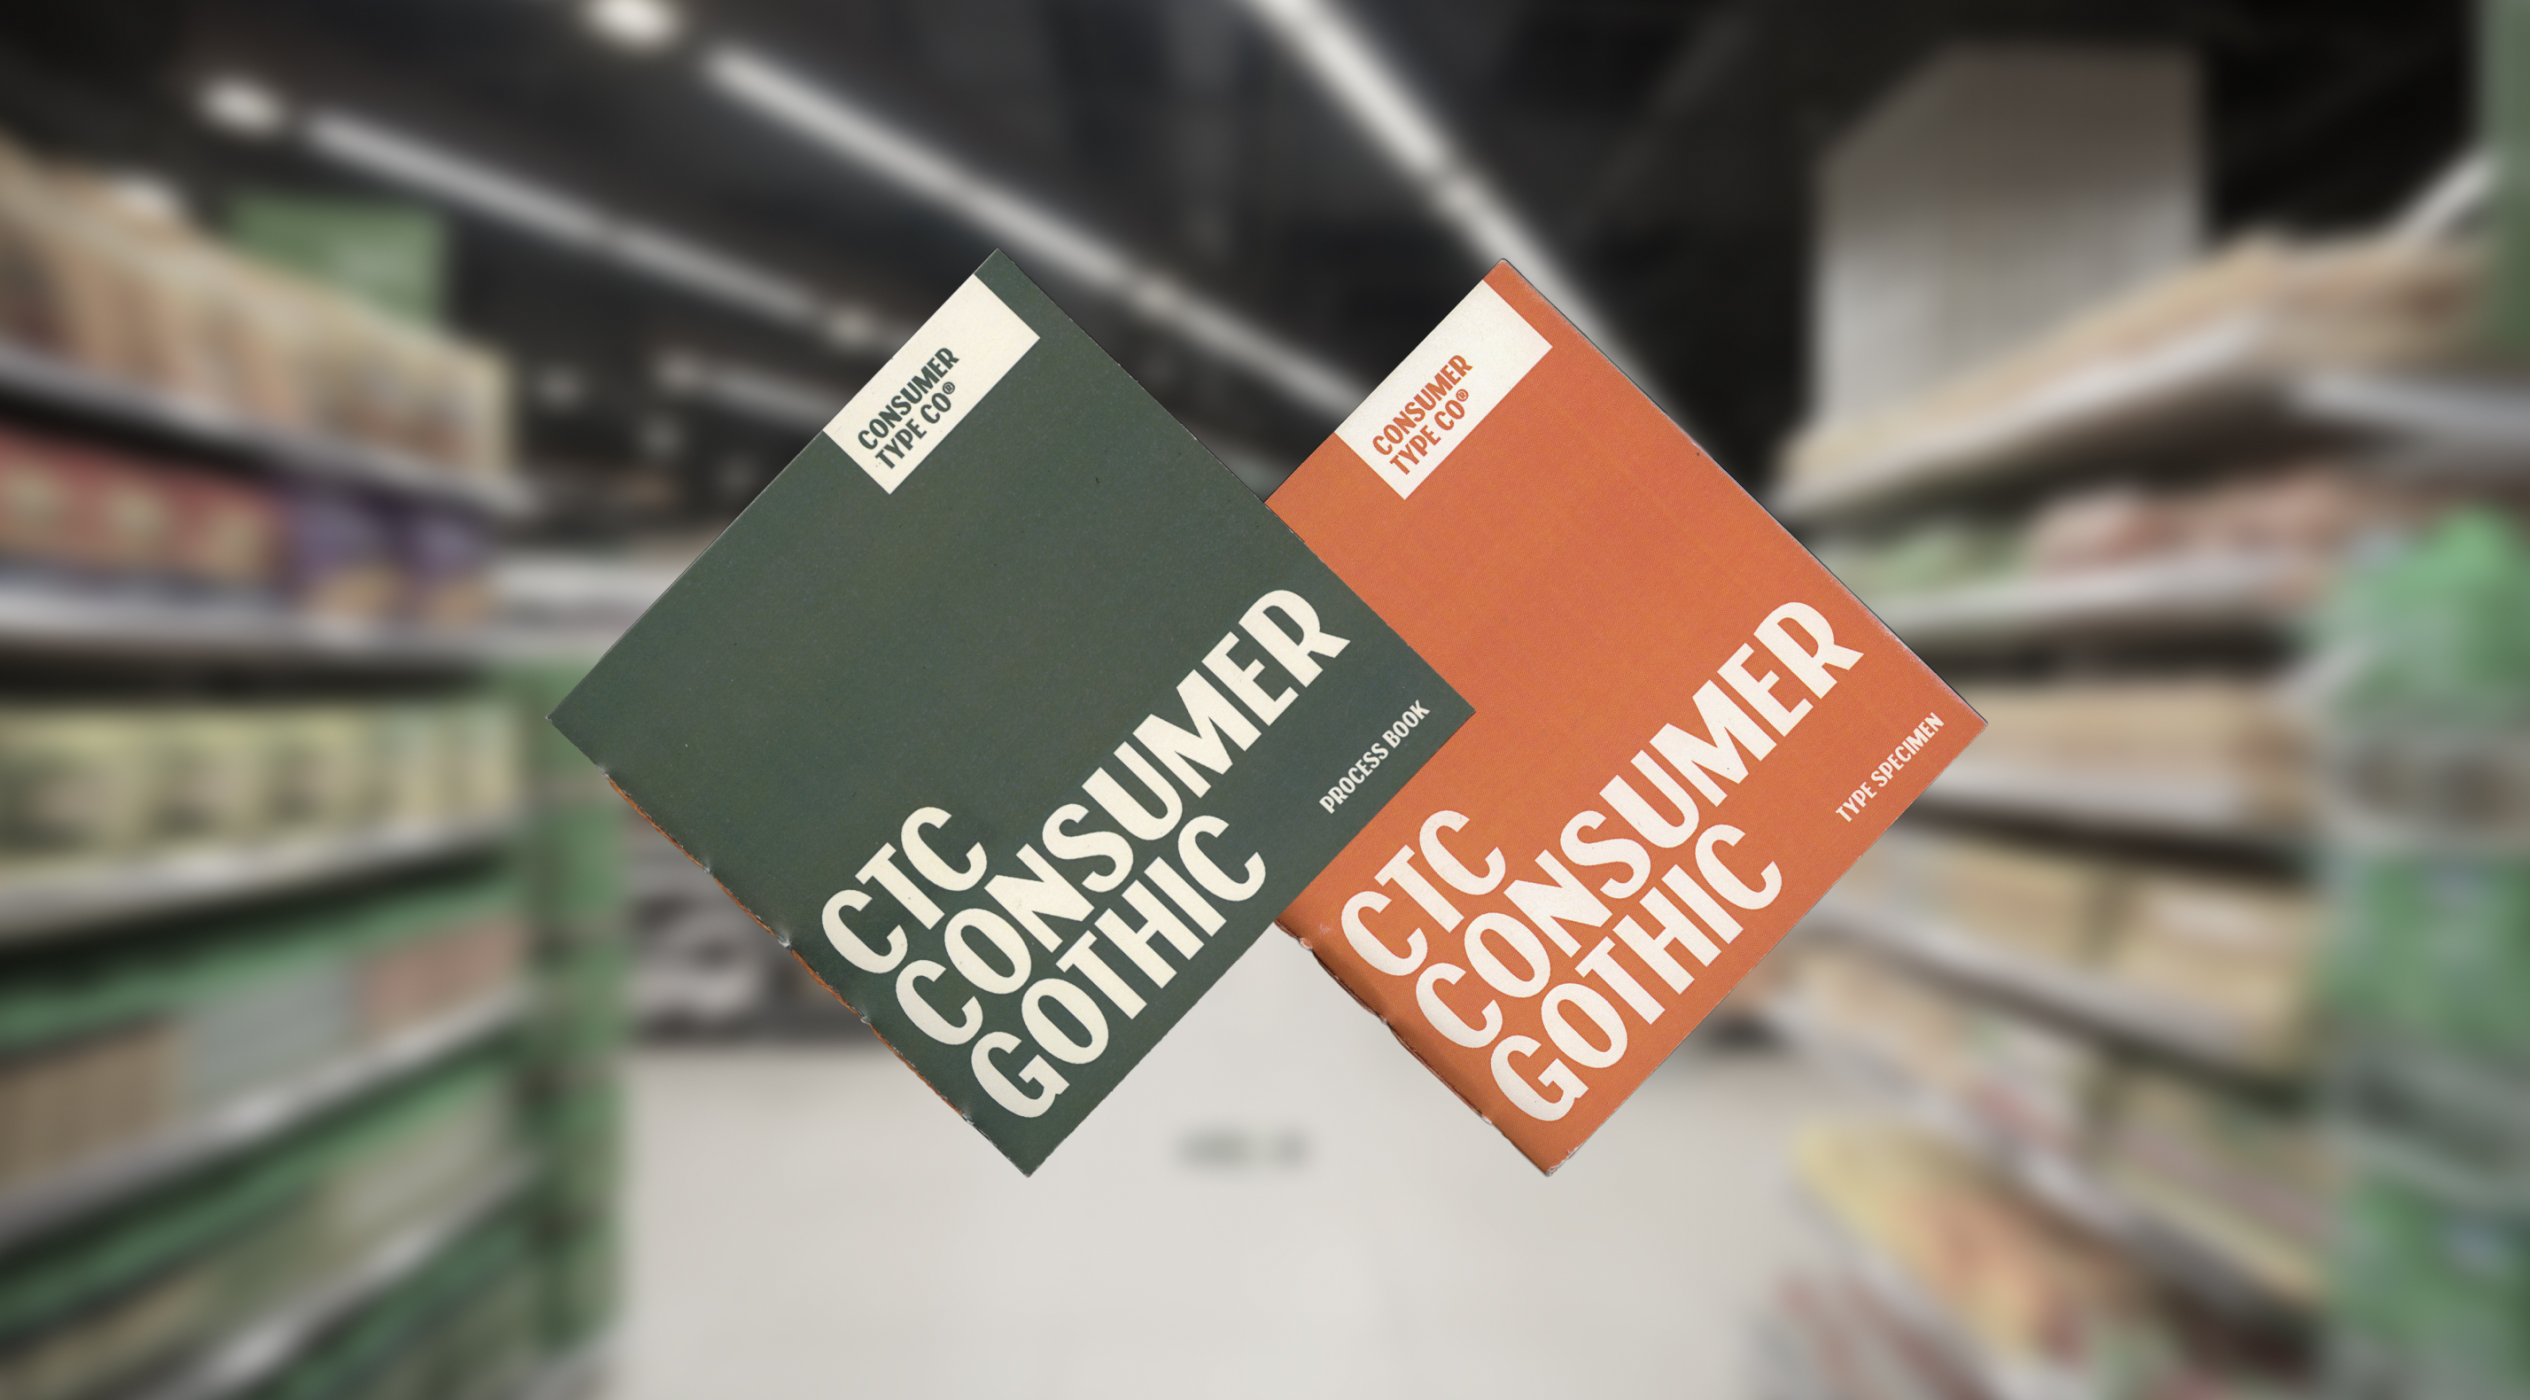 CONSUMER
TYPE CO®
CTC
CONSUMER
GOTHIC
PROCESS BOOK
CONSUMER
TYPE CO®
CTC
CONSUMER
GOTHIC
TYPE SPECIMEN